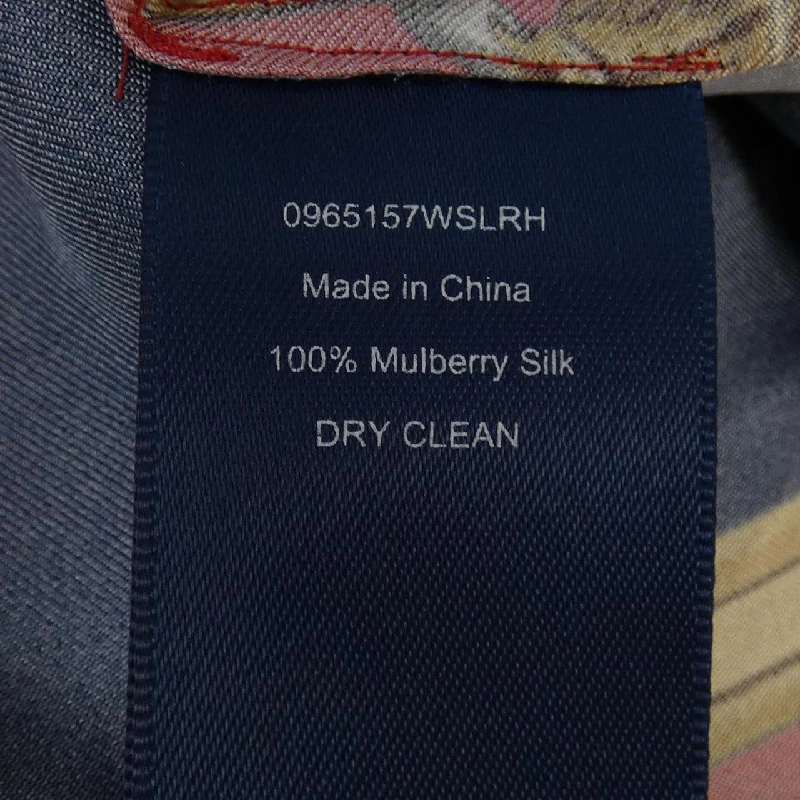 0965157WSLRH
Made in China
100% Mulberry Silk
DRY CLEAN